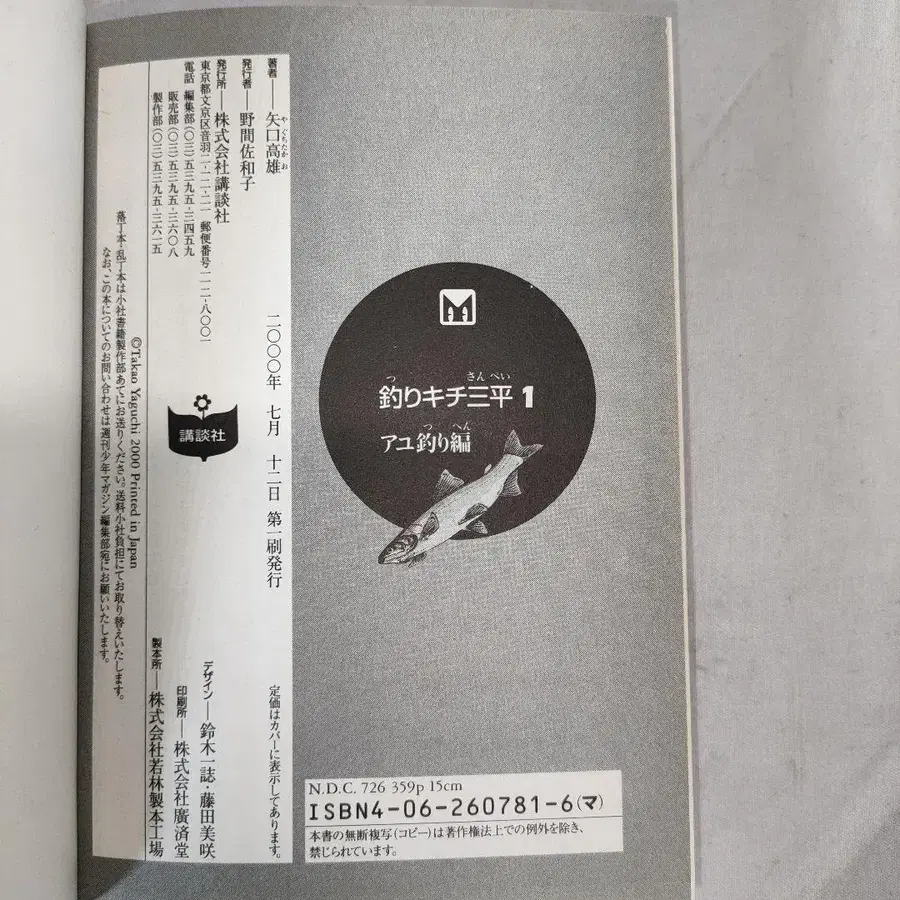 釣りキチ三平 1
アユ釣り編
二〇〇〇年 七月 十二日 第一刷発行
定価はカバーに表示してあります。
著者―矢口高雄
発行者―野間佐和子
発行所―株式会社講談社
東京都文京区音羽二-一二-二一 郵便番号一一二-八〇〇一
電話 編集部(〇三)五三九五-三四五九
販売部(〇三)五三九五-三六〇八
製作部(〇三)五三九五-三六一五
講談社
デザイン―鈴木一誌・藤田美咲
印刷所―株式会社廣済堂
製本所―株式会社若林製本工場
©Takao Yaguchi 2000 Printed in Japan
落丁本・乱丁本は小社書籍製作部あてにお送りください。送料小社負担にてお取り替えいたします。
なお、この本についてのお問い合わせは週刊少年マガジン編集部宛にお願いいたします。
N.D.C. 726 359p 15cm
ISBN4-06-260781-6(マ)
本書の無断複写(コピー)は著作権法上での例外を除き、
禁じられています。